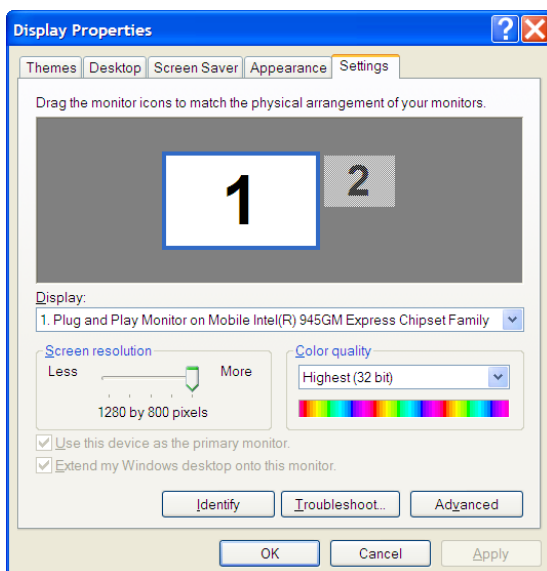 Display Properties
Themes Desktop Screen Saver Appearance Settings
Drag the monitor icons to match the physical arrangement of your monitors.
1 2
Display:
1. Plug and Play Monitor on Mobile Intel(R) 945GM Express Chipset Family
Screen resolution
Less More
1280 by 800 pixels
Color quality
Highest (32 bit)
Use this device as the primary monitor.
Extend my Windows desktop onto this monitor.
Identify Troubleshoot... Advanced
OK Cancel Apply